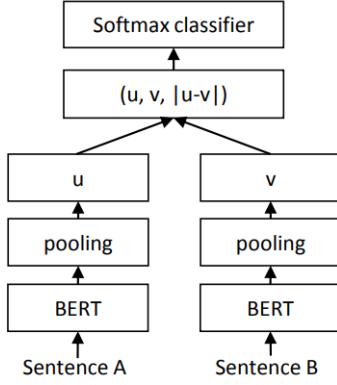 Softmax classifier
(u, v, |u-v|)
u
v
pooling
pooling
BERT
BERT
Sentence A
Sentence B